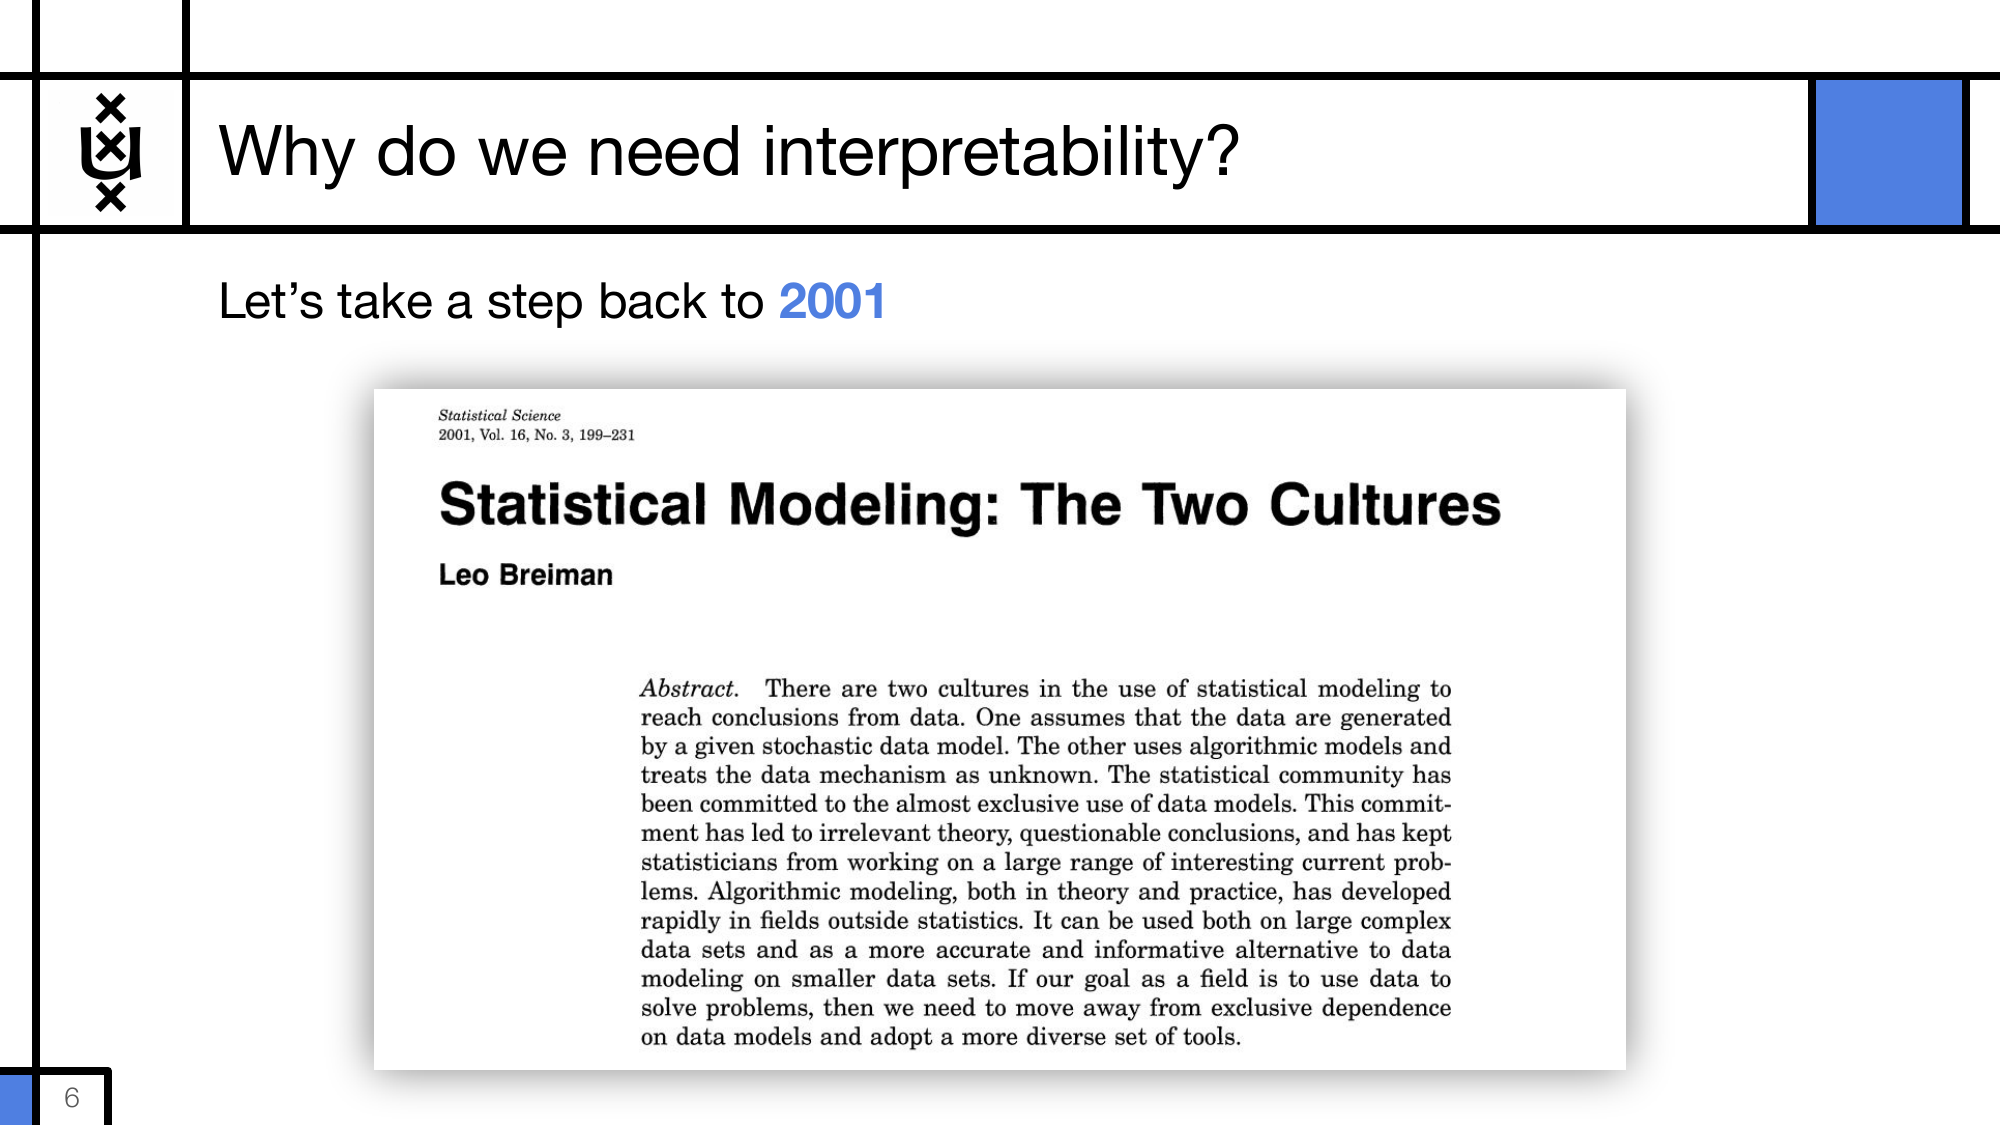 Why do we need interpretability?
Let’s take a step back to 2001
Statistical Science
2001, Vol. 16, No. 3, 199–231
Statistical Modeling: The Two Cultures
Leo Breiman
Abstract. There are two cultures in the use of statistical modeling to
reach conclusions from data. One assumes that the data are generated
by a given stochastic data model. The other uses algorithmic models and
treats the data mechanism as unknown. The statistical community has
been committed to the almost exclusive use of data models. This commit-
ment has led to irrelevant theory, questionable conclusions, and has kept
statisticians from working on a large range of interesting current prob-
lems. Algorithmic modeling, both in theory and practice, has developed
rapidly in fields outside statistics. It can be used both on large complex
data sets and as a more accurate and informative alternative to data
modeling on smaller data sets. If our goal as a field is to use data to
solve problems, then we need to move away from exclusive dependence
on data models and adopt a more diverse set of tools.
6